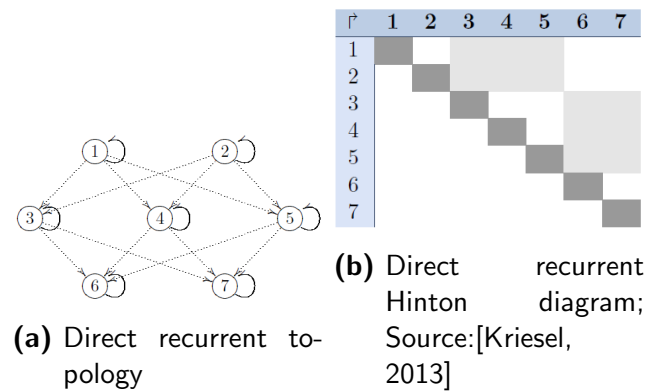 1 2
3 4 5
6 7
(a) Direct recurrent to-
pology
↱ 1 2 3 4 5 6 7
1
2
3
4
5
6
7
(b) Direct recurrent
Hinton diagram;
Source:[Kriesel,
2013]